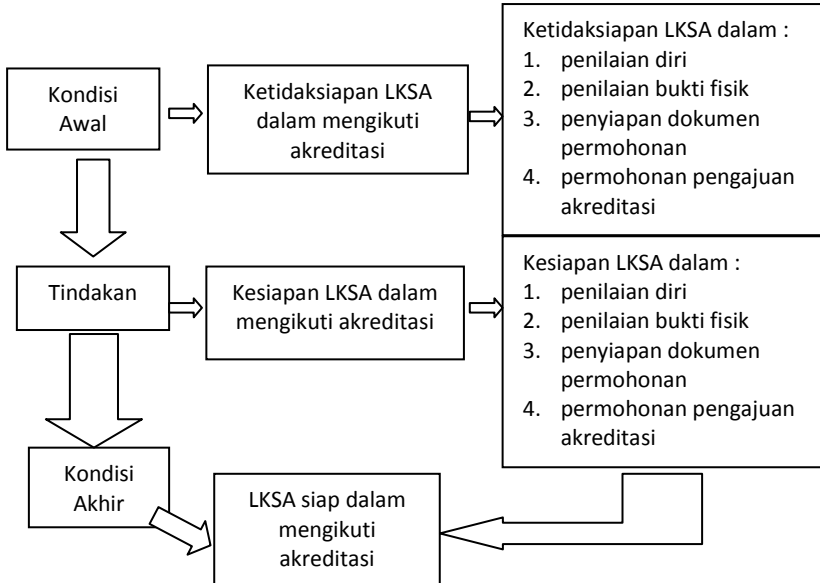 Kondisi
Awal
Ketidaksiapan LKSA
dalam mengikuti
akreditasi
Ketidaksiapan LKSA dalam :
1. penilaian diri
2. penilaian bukti fisik
3. penyiapan dokumen
permohonan
4. permohonan pengajuan
akreditasi
Tindakan
Kesiapan LKSA dalam
mengikuti akreditasi
Kesiapan LKSA dalam :
1. penilaian diri
2. penilaian bukti fisik
3. penyiapan dokumen
permohonan
4. permohonan pengajuan
akreditasi
Kondisi
Akhir
LKSA siap dalam
mengikuti
akreditasi